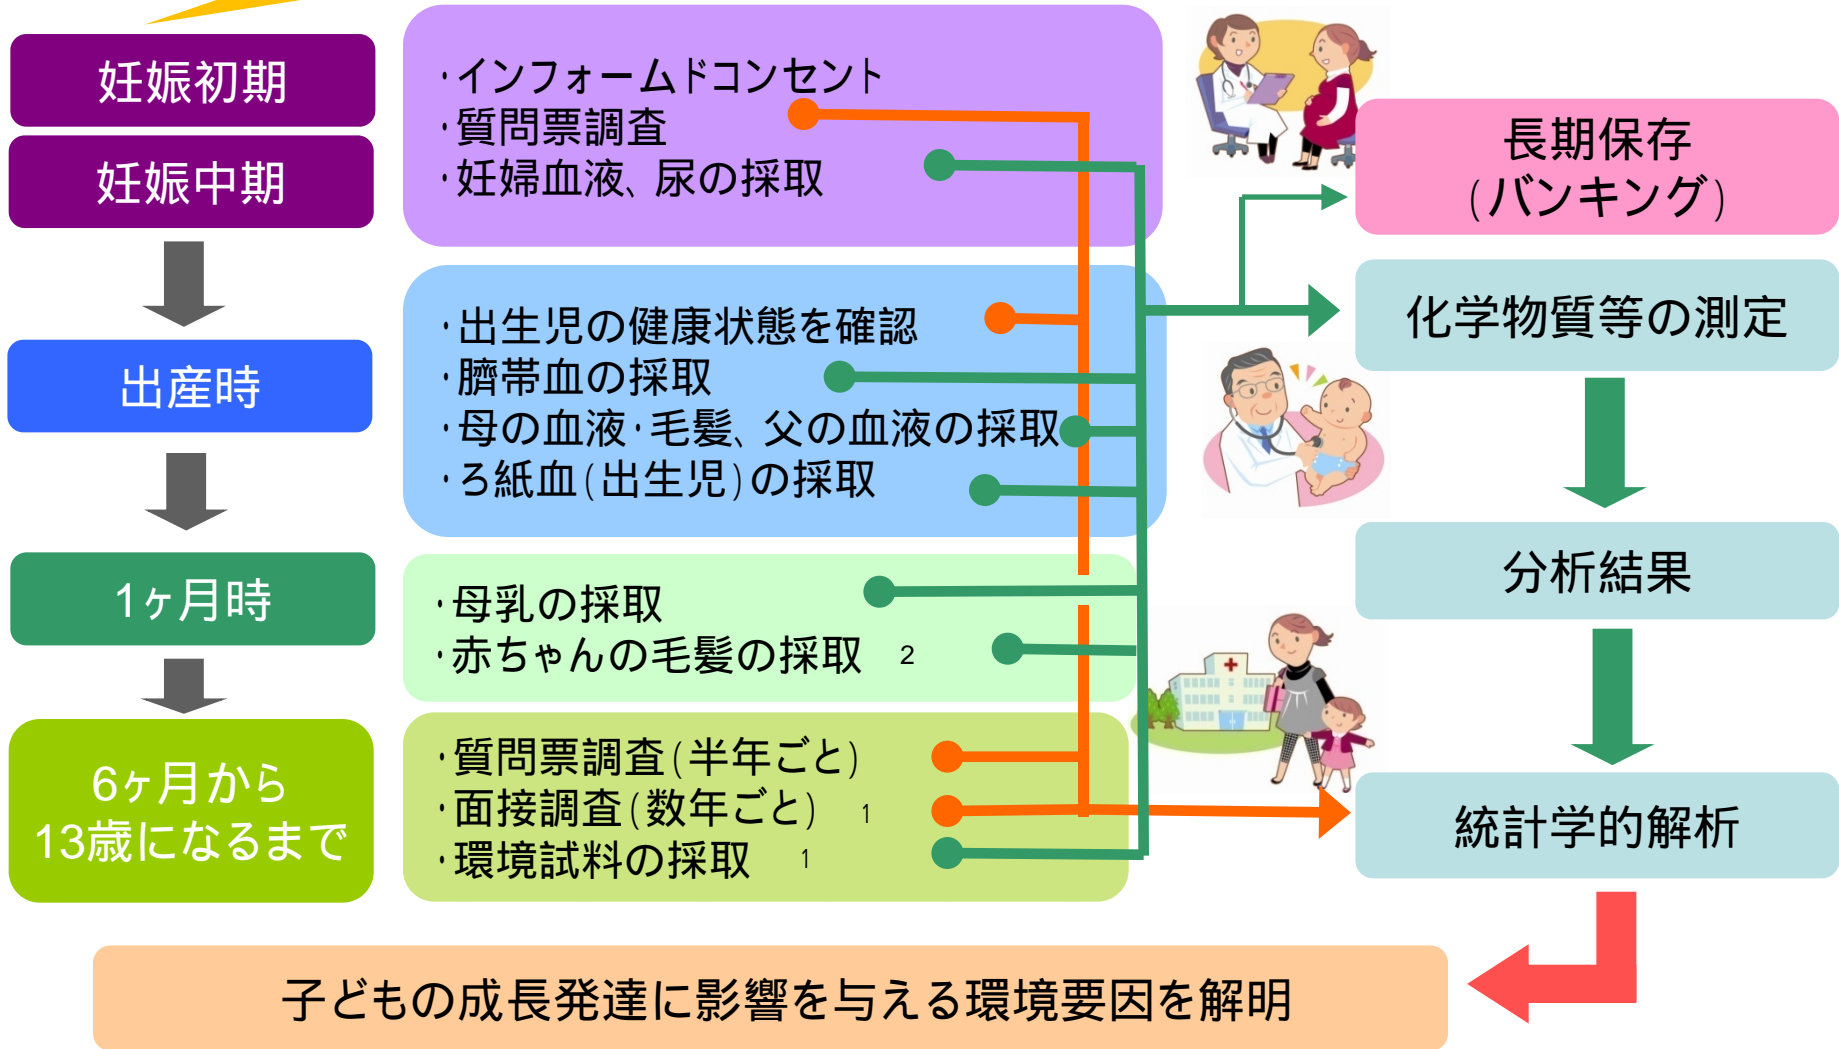 妊娠初期
妊娠中期
出産時
1ヶ月時
6ヶ月から
13歳になるまで
・インフォームドコンセント
・質問票調査
・妊婦血液、尿の採取
・出生児の健康状態を確認
・臍帯血の採取
・母の血液・毛髪、父の血液の採取
・ろ紙血(出生児)の採取
・母乳の採取
・赤ちゃんの毛髪の採取 2
・質問票調査(半年ごと)
・面接調査(数年ごと) 1
・環境試料の採取 1
長期保存
(バンキング)
化学物質等の測定
分析結果
統計学的解析
子どもの成長発達に影響を与える環境要因を解明